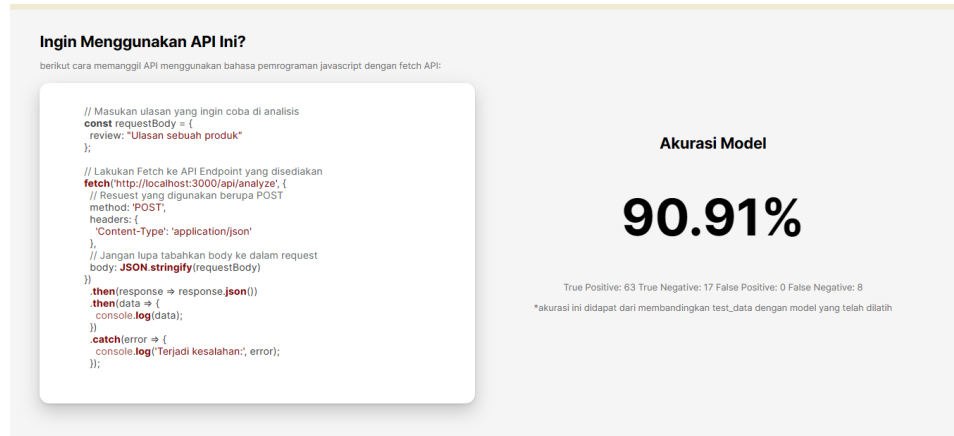 Ingin Menggunakan API Ini?
berikut cara memanggil API menggunakan bahasa pemrograman javascript dengan fetch API:
// Masukan ulasan yang ingin coba di analisis
const requestBody = {
review: "Ulasan sebuah produk"
};
// Lakukan Fetch ke API Endpoint yang disediakan
fetch('http://localhost:3000/api/analyze', {
// Resuest yang digunakan berupa POST
method: 'POST',
headers: {
'Content-Type': 'application/json'
},
// Jangan lupa tabahkan body ke dalam request
body: JSON.stringify(requestBody)
})
.then(response => response.json())
.then(data => {
console.log(data);
})
.catch(error => {
console.log('Terjadi kesalahan:', error);
});
Akurasi Model
90.91%
True Positive: 63 True Negative: 17 False Positive: 0 False Negative: 8
*akurasi ini didapat dari membandingkan test_data dengan model yang telah dilatih